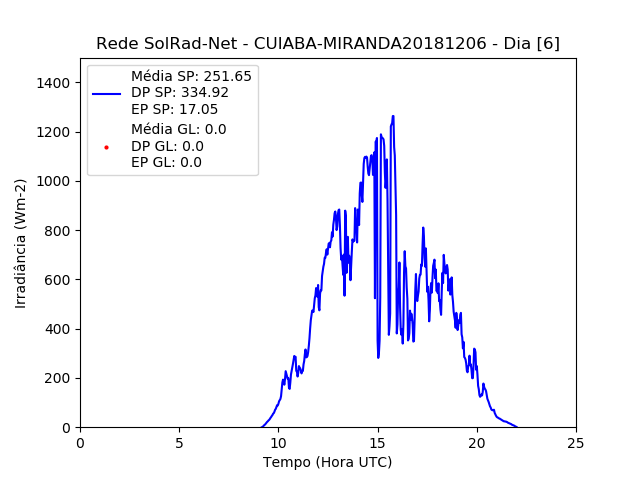 Rede SolRad-Net - CUIABA-MIRANDA20181206 - Dia [6]
Média SP: 251.65
DP SP: 334.92
EP SP: 17.05
Média GL: 0.0
DP GL: 0.0
EP GL: 0.0
1400
1200
1000
800
600
400
200
0
Irradiância (Wm-2)
0 5 10 15 20 25
Tempo (Hora UTC)